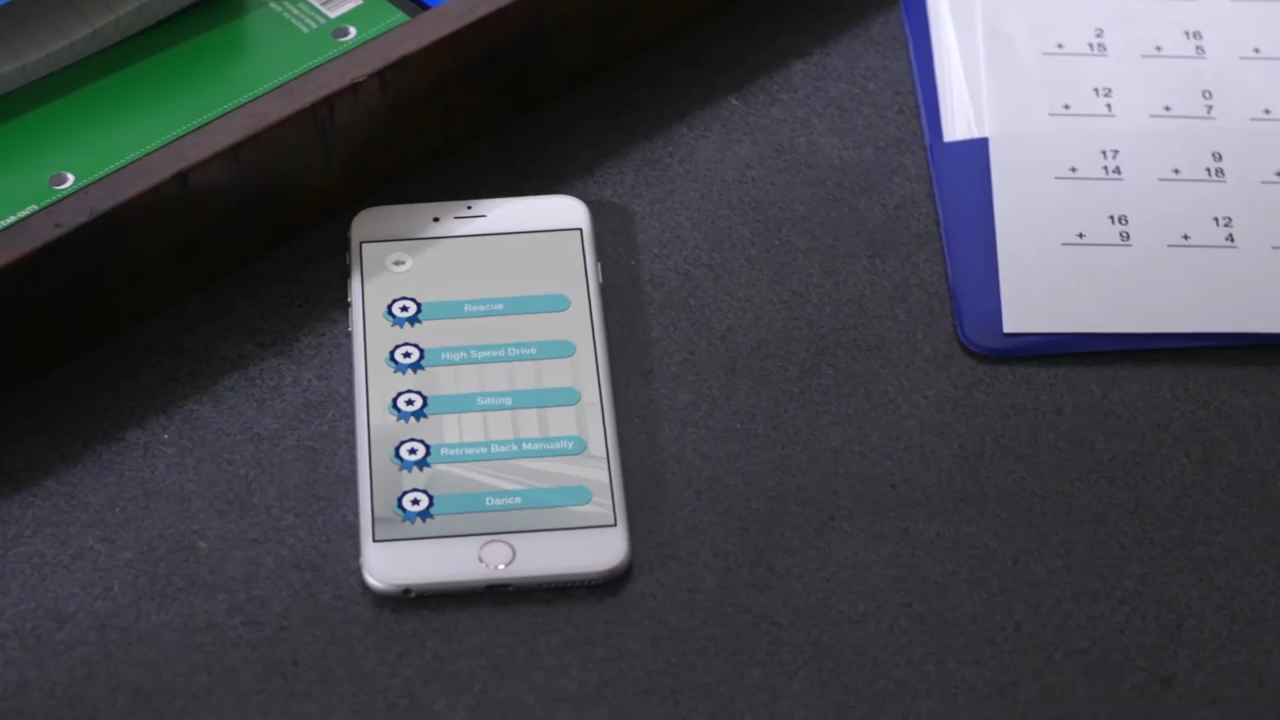 Rescue
High Speed Drive
Sitting
Retrieve Back Manually
Dance
2 16
+ 15 + 5 +
12 0
+ 1 + 7 +
17 9
+ 14 + 18
16 12
+ 9 + 4